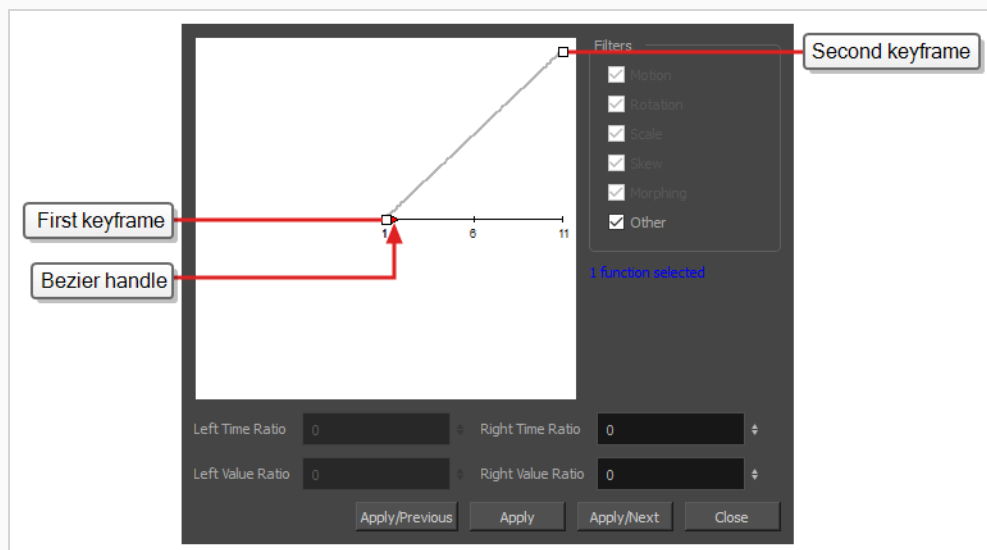 Filters
Second keyframe
Motion
Rotation
Scale
Skew
Morphing
Other
First keyframe
1
6
11
Bezier handle
1 function selected
Left Time Ratio 0 Right Time Ratio 0
Left Value Ratio 0 Right Value Ratio 0
Apply/Previous Apply Apply/Next Close